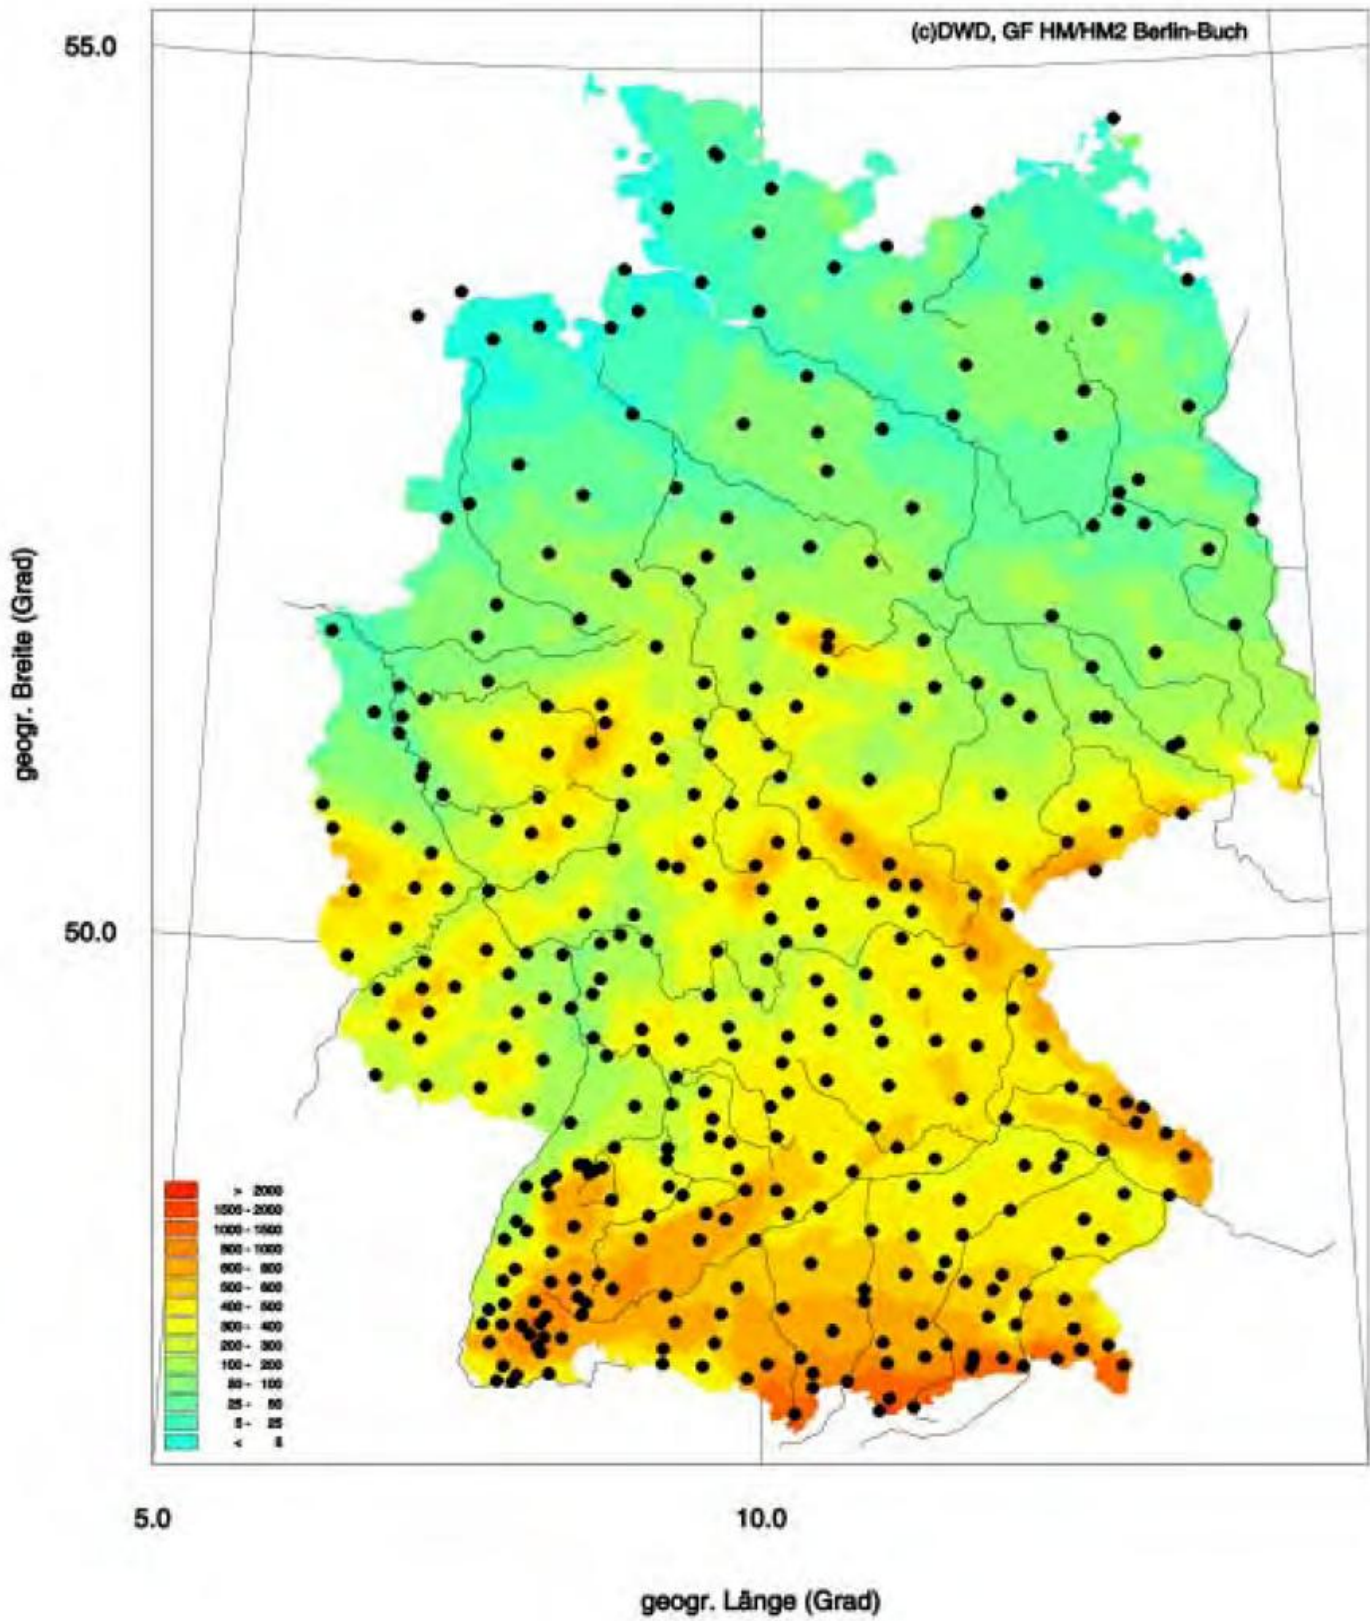 (c)DWD, GF HM/HM2 Berlin-Buch
55.0
geogr. Breite (Grad)
50.0
> 2000
1500 - 2000
1000 - 1500
800 - 1000
600 - 800
500 - 600
400 - 500
300 - 400
200 - 300
100 - 200
50 - 100
25 - 50
5 - 25
< 5
5.0 10.0
geogr. Länge (Grad)